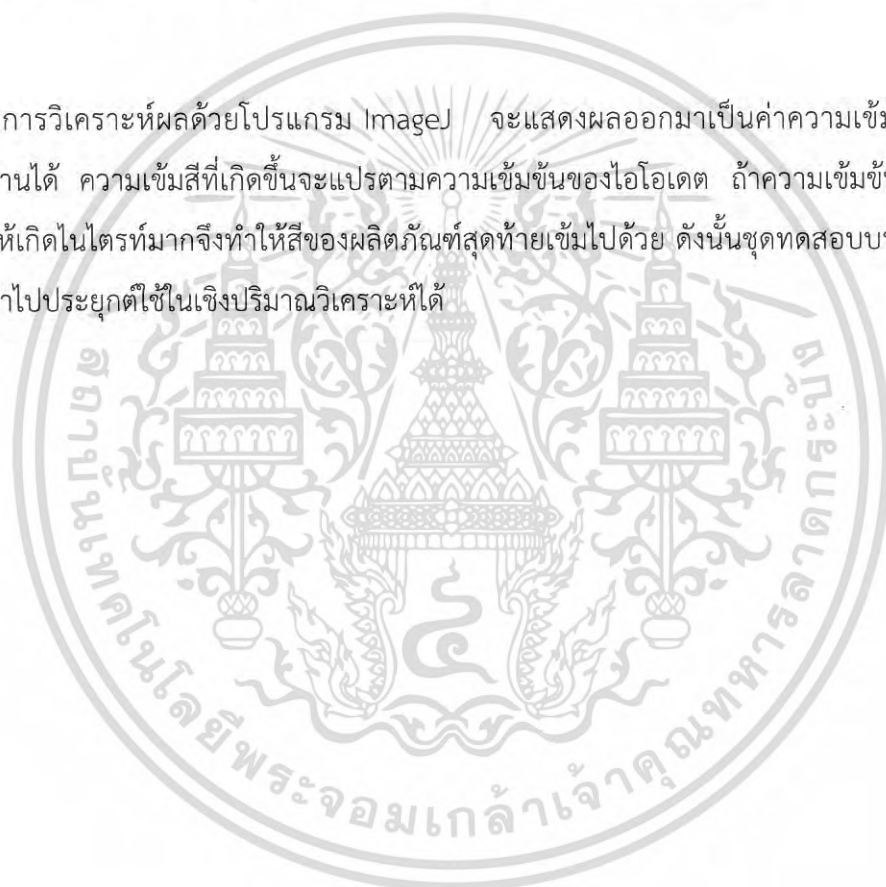 การวิเคราะห์ผลด้วยโปรแกรม ImageJ จะแสดงผลออกมาเป็นค่าความเข้ม
านได้ ความเข้มสีที่เกิดขึ้นจะแปรตามความเข้มข้นของไอโอเดต ถ้าความเข้มข้น
ห้เกิดไนไตรท์มากจึงทำให้สีของผลิตภัณฑ์สุดท้ายเข้มไปด้วย ดังนั้นชุดทดสอบบ
าไปประยุกต์ใช้ในเชิงปริมาณวิเคราะห์ได้
สถาบันเทคโนโลยีพระจอมเกล้าเจ้าคุณทหารลาดกระบัง